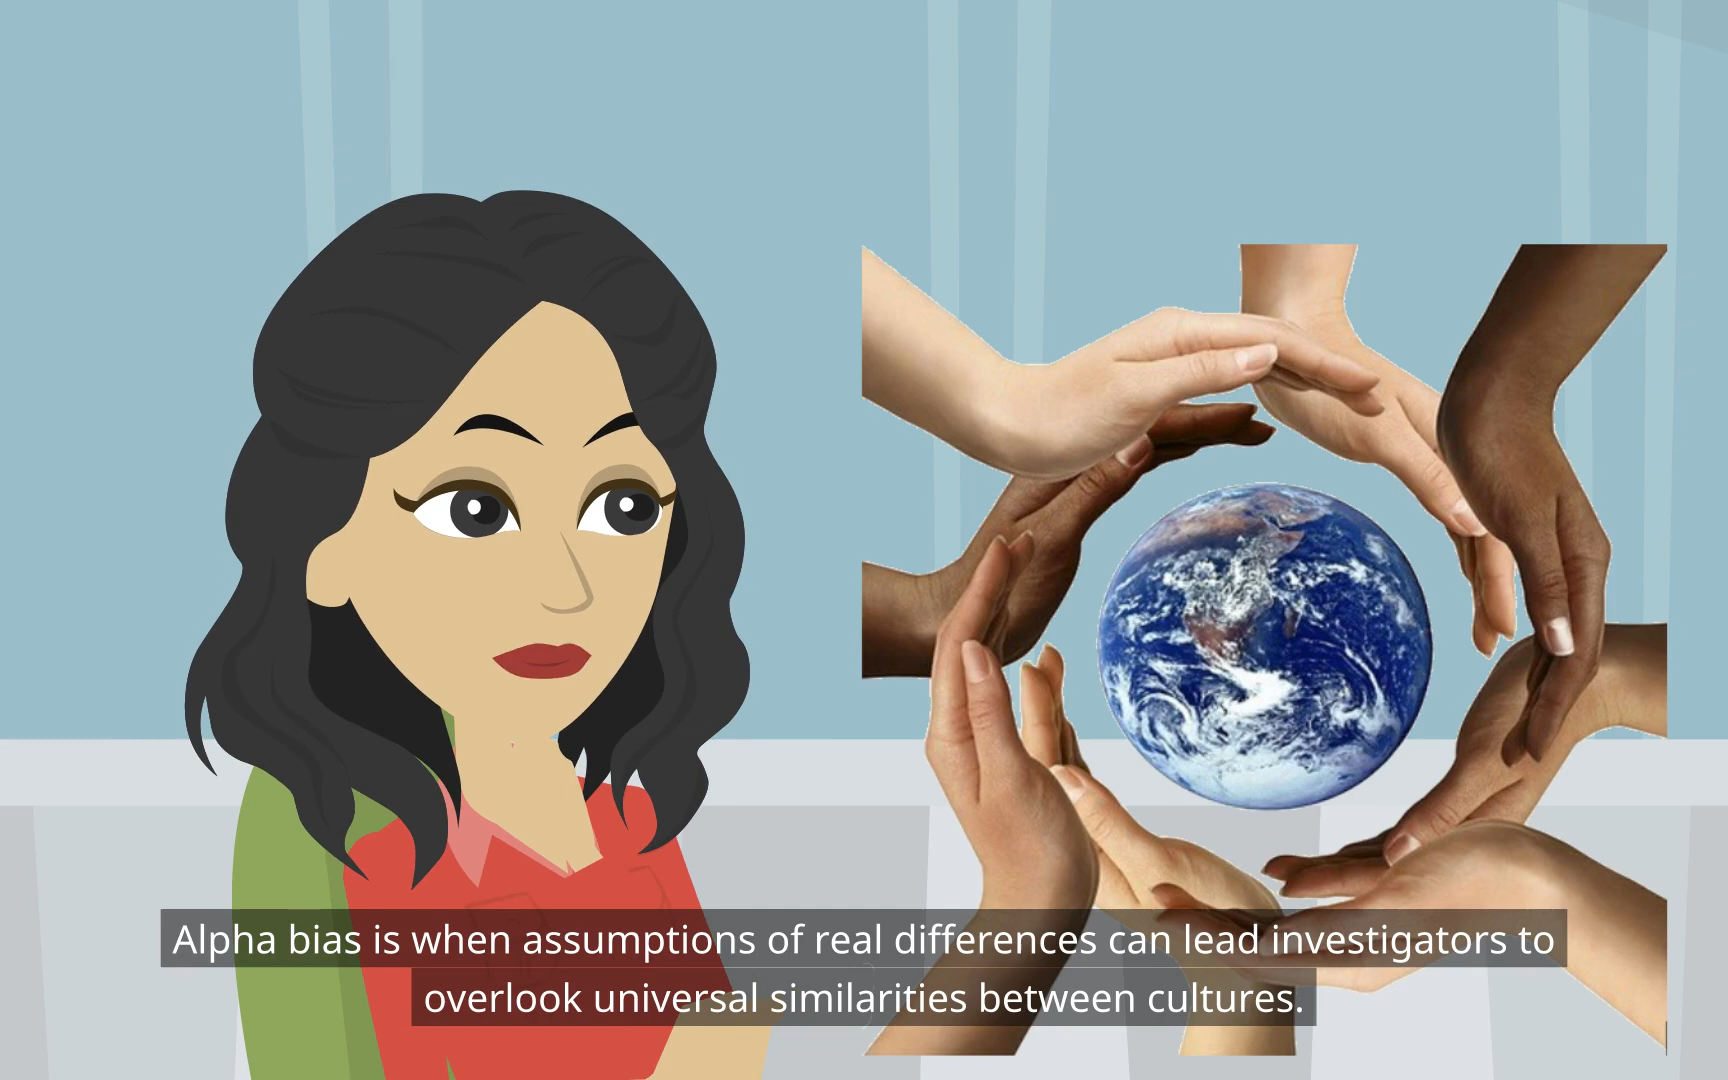 Alpha bias is when assumptions of real differences can lead investigators to
overlook universal similarities between cultures.